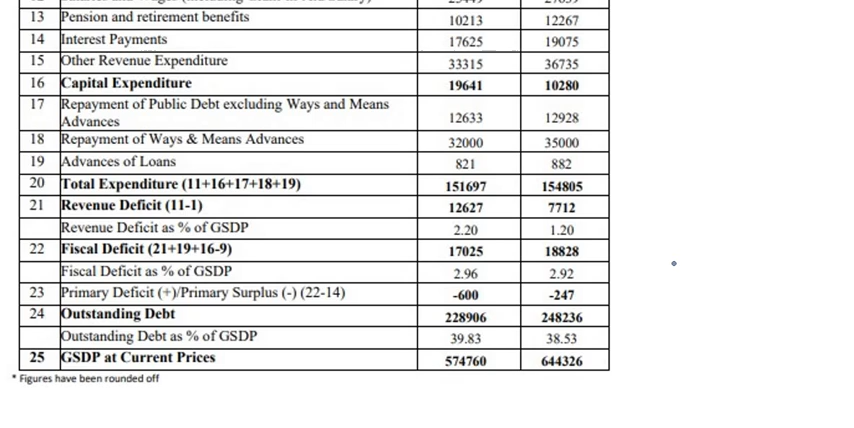 13 Pension and retirement benefits 10213 12267
14 Interest Payments 17625 19075
15 Other Revenue Expenditure 33315 36735
16 Capital Expenditure 19641 10280
17 Repayment of Public Debt excluding Ways and Means
Advances 12633 12928
18 Repayment of Ways & Means Advances 32000 35000
19 Advances of Loans 821 882
20 Total Expenditure (11+16+17+18+19) 151697 154805
21 Revenue Deficit (11-1) 12627 7712
Revenue Deficit as % of GSDP 2.20 1.20
22 Fiscal Deficit (21+19+16-9) 17025 18828
Fiscal Deficit as % of GSDP 2.96 2.92
23 Primary Deficit (+)/Primary Surplus (-) (22-14) -600 -247
24 Outstanding Debt 228906 248236
Outstanding Debt as % of GSDP 39.83 38.53
25 GSDP at Current Prices 574760 644326
* Figures have been rounded off